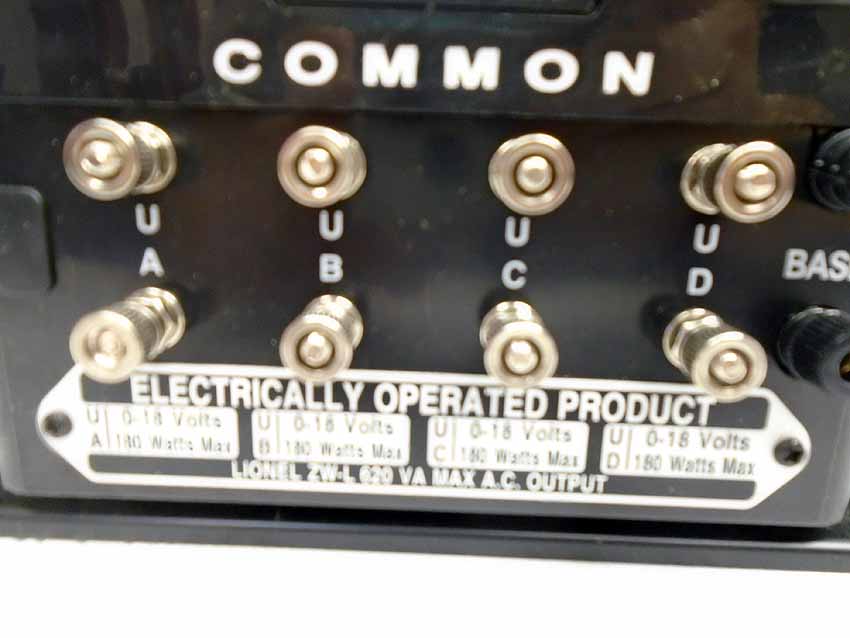 COMMON
U U U U
A B C D
BAS
ELECTRICALLY OPERATED PRODUCT
U 0-18 Volts U 0-18 Volts U 0-18 Volts U 0-18 Volts
A 180 Watts Max B 180 Watts Max C 180 Watts Max D 180 Watts Max
LIONEL ZW-L 620 VA MAX A.C. OUTPUT